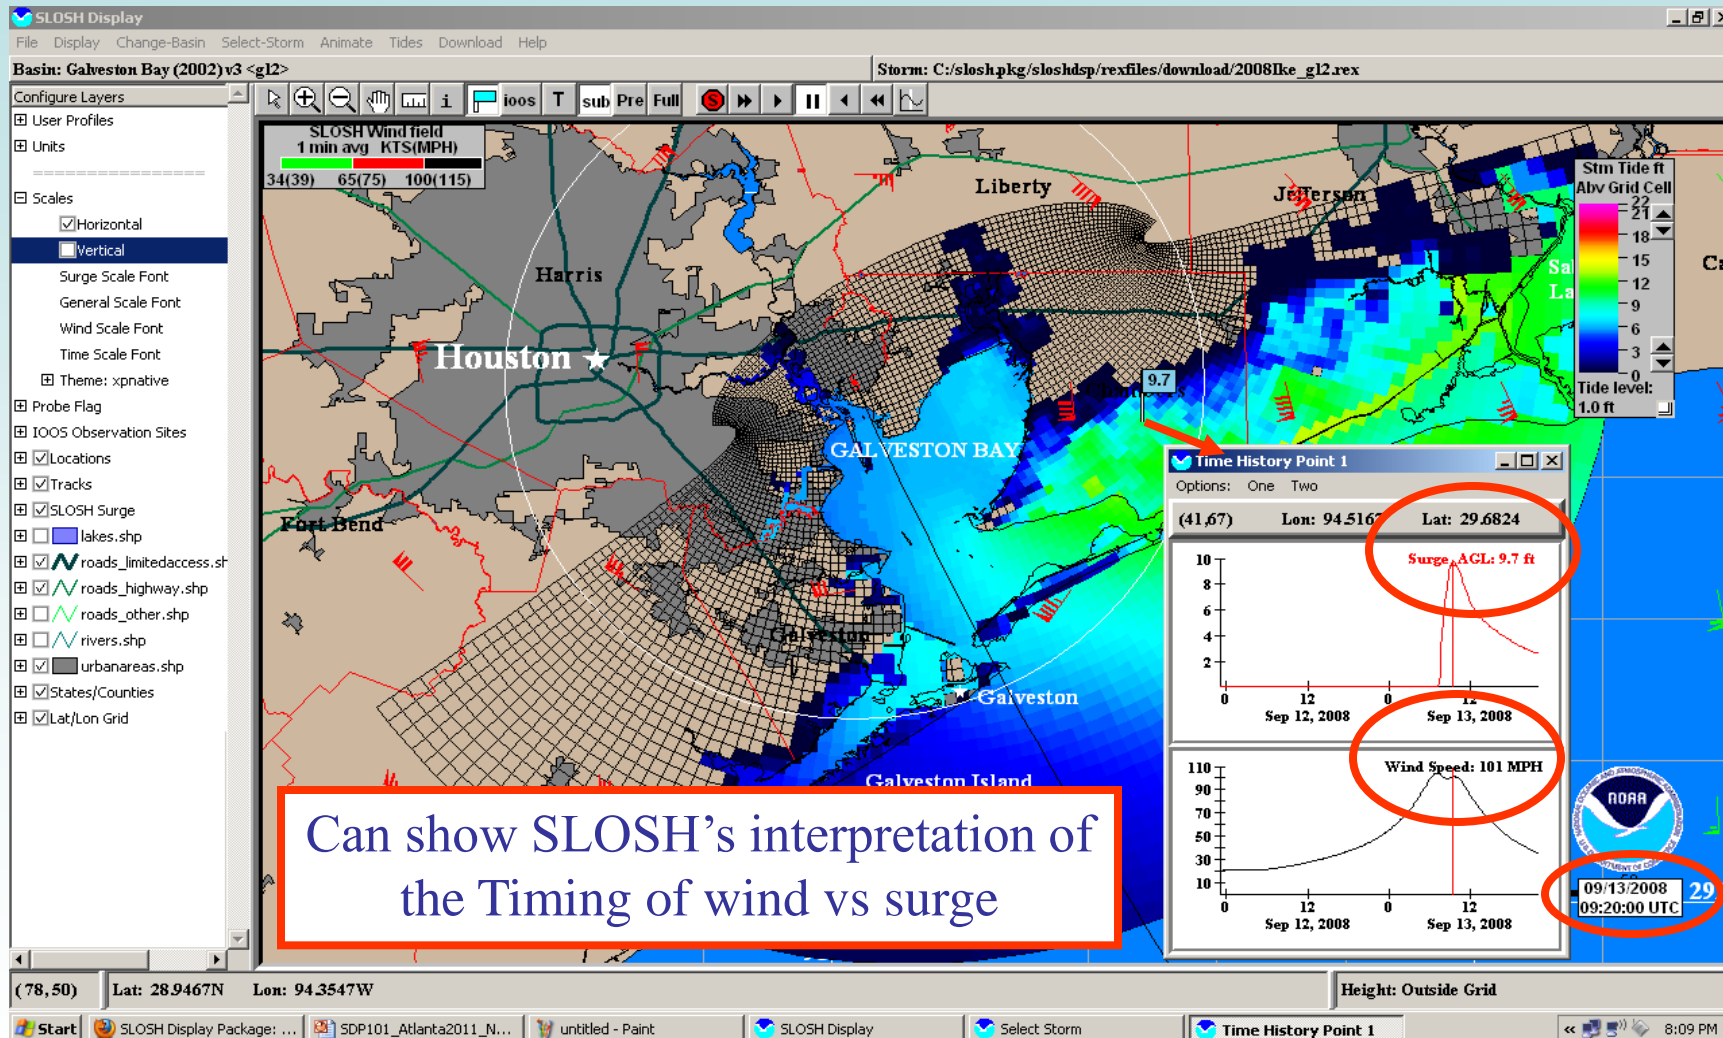 SLOSH Display
File Display Change-Basin Select-Storm Animate Tides Download Help
Basin: Galveston Bay (2002) v3 <gl2>
Storm: C:/slosh.pkg/sloshdsp/rexfiles/download/2008Ike_gl2.rex
Configure Layers
User Profiles
Units
==================
Scales
Horizontal
Vertical
Surge Scale Font
General Scale Font
Wind Scale Font
Time Scale Font
Theme: xpnative
Probe Flag
IOOS Observation Sites
Locations
Tracks
SLOSH Surge
lakes.shp
roads_limitedaccess.sh
roads_highway.shp
roads_other.shp
rivers.shp
urbanareas.shp
States/Counties
Lat/Lon Grid
i ioos T sub Pre Full S
SLOSH Wind field
1 min avg KTS(MPH)
34(39) 65(75) 100(115)
Liberty
Jefferson
Harris
Houston
GALVESTON BAY
Fort Bend
Galveston
Galveston
Galveston Island
9.7
Stm Tide ft
Abv Grid Cell
22
21
18
15
12
9
6
3
0
Tide level:
1.0 ft
Time History Point 1
Options: One Two
(41,67) Lon: 94.5162 Lat: 29.6824
Surge AGL: 9.7 ft
10
8
6
4
2
0 12 0 12
Sep 12, 2008 Sep 13, 2008
Wind Speed: 101 MPH
110
90
70
50
30
10
0 12 0 12
Sep 12, 2008 Sep 13, 2008
NOAA
09/13/2008
09:20:00 UTC
29
Can show SLOSH's interpretation of
the Timing of wind vs surge
(78,50) Lat: 28.9467N Lon: 94.3547W
Height: Outside Grid
Start SLOSH Display Package: ... SDP101_Atlanta2011_N... untitled - Paint SLOSH Display Select Storm Time History Point 1 8:09 PM